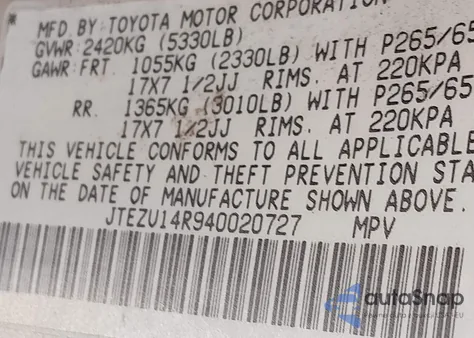 MFD.BY:TOYOTA MOTOR CORPORATION
GVWR:2420KG (5330LB)
GAWR:FRT. 1055KG (2330LB) WITH P265/65
17X7 1/2JJ RIMS. AT 220KPA
RR. 1365KG (3010LB) WITH P265/65
17X7 1/2JJ RIMS. AT 220KPA
THIS VEHICLE CONFORMS TO ALL APPLICABLE
VEHICLE SAFETY AND THEFT PREVENTION STA
ON THE DATE OF MANUFACTURE SHOWN ABOVE.
JTEZU14R940020727 MPV
autoSnap